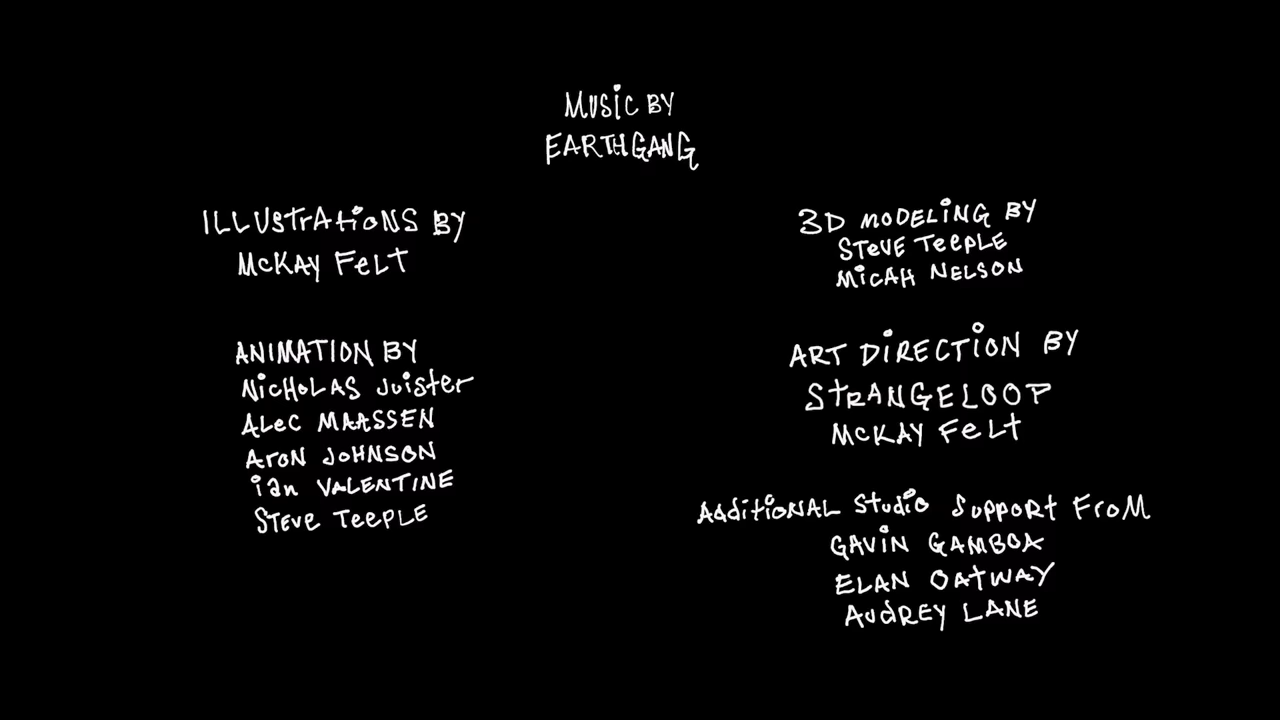 MUSiC BY
EARTHGANG
ILLUStrAtiONS BY
McKAY FeLt
ANIMATION BY
NicHoLAS Juister
ALec MAASSEN
AroN JOHNSON
ian VALENTINE
Steve TeePLE
3D MODELiNG BY
SteVE TeePLE
MiCAH NELSON
ART DiRECTiON BY
StRANGELOOP
McKAY FeLt
AdditiONAL Studio Support FroM
GAViN GAMBOA
ELAN OAtWAY
AUdREY LANE